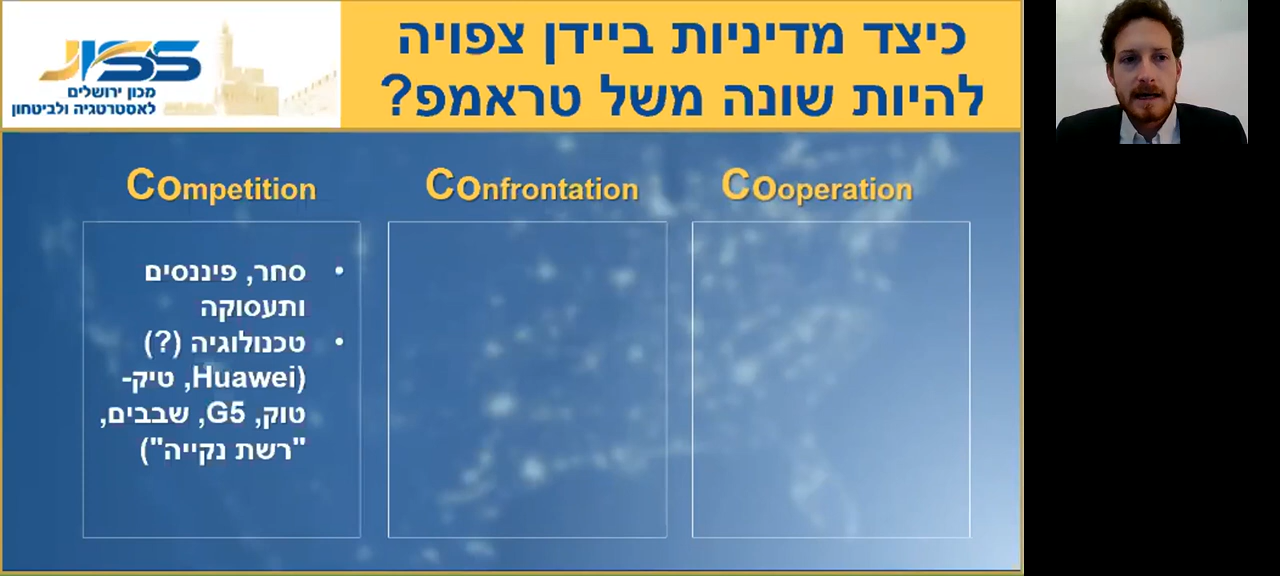 JISS
מכון ירושלים
לאסטרטגיה ולביטחון
כיצד מדיניות ביידן צפויה
להיות שונה משל טראמפ?
Competition
Confrontation
Cooperation
• סחר, פיננסים
ותעסוקה
• טכנולוגיה (?)
(Huawei, טיק-
טוק, G5, שבבים,
"רשת נקייה")